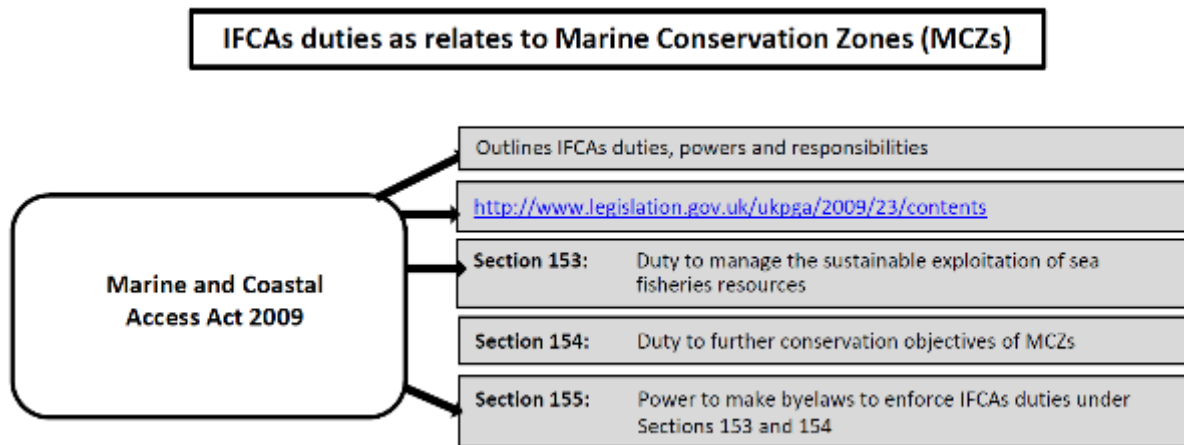 IFCAs duties as relates to Marine Conservation Zones (MCZs)
Marine and Coastal
Access Act 2009
Outlines IFCAs duties, powers and responsibilities
http://www.legislation.gov.uk/ukpga/2009/23/contents
Section 153: Duty to manage the sustainable exploitation of sea
fisheries resources
Section 154: Duty to further conservation objectives of MCZs
Section 155: Power to make byelaws to enforce IFCAs duties under
Sections 153 and 154